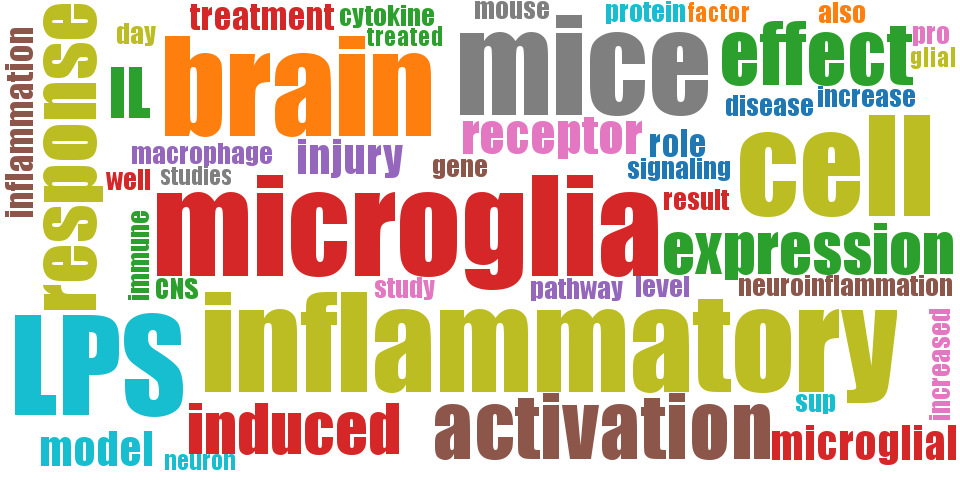 mouse
protein
factor
also
treatment
cytokine
day
treated
pro
glial
effect
mice
brain
response
inflammation
IL
disease
increase
receptor
role
cell
injury
macrophage
gene
signaling
well
studies
microglia
result
immune
expression
CNS
study
pathway
level
neuroinflammation
LPS
inflammatory
increased
sup
activation
induced
model
neuron
microglial